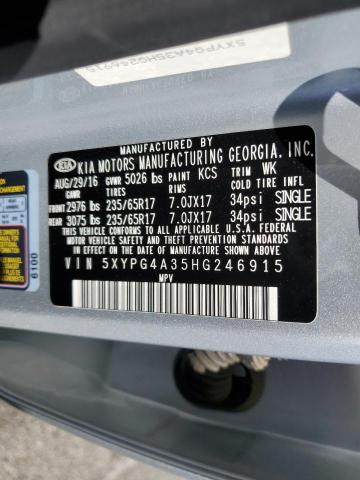 5XYPG4A35HG246915
MANUFACTURED BY
KIA KIA MOTORS MANUFACTURING GEORGIA. INC.
AUG/29/16 GVWR 5026 lbs PAINT KCS TRIM WK
GAWR TIRES RIMS COLD TIRE INFL
FRONT 2976 lbs 235/65R17 7.0JX17 34psi SINGLE
REAR 3075 lbs 235/65R17 7.0JX17 34psi SINGLE
THIS VEHICLE CONFORMS TO ALL APPLICABLE U.S.A. FEDERAL
MOTOR VEHICLE SAFETY STANDARDS IN EFFECT ON THE
DATE OF MANUFACTURE SHOWN ABOVE.
VIN 5XYPG4A35HG246915
MPV
6100